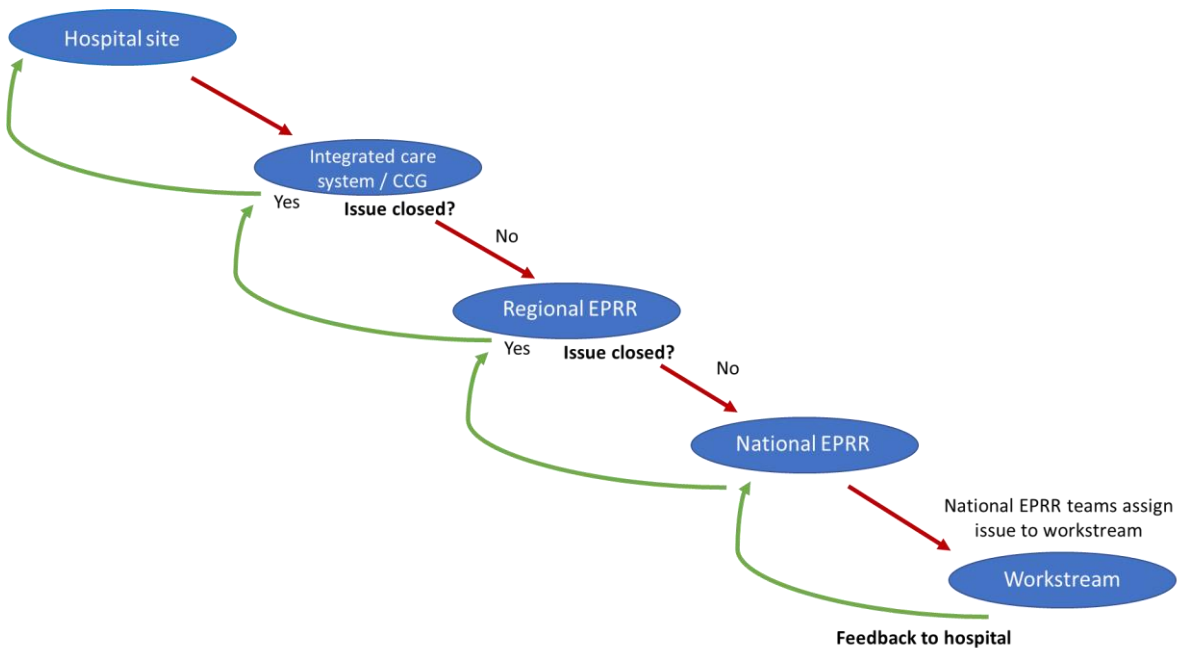 Hospital site
Integrated care
system / CCG
Yes
Issue closed?
No
Regional EPRR
Yes
Issue closed?
No
National EPRR
National EPRR teams assign
issue to workstream
Workstream
Feedback to hospital